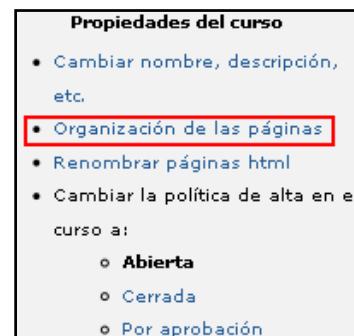 Propiedades del curso
Cambiar nombre, descripción,
etc.
Organización de las páginas
Renombrar páginas html
Cambiar la política de alta en e
curso a:
Abierta
Cerrada
Por aprobación